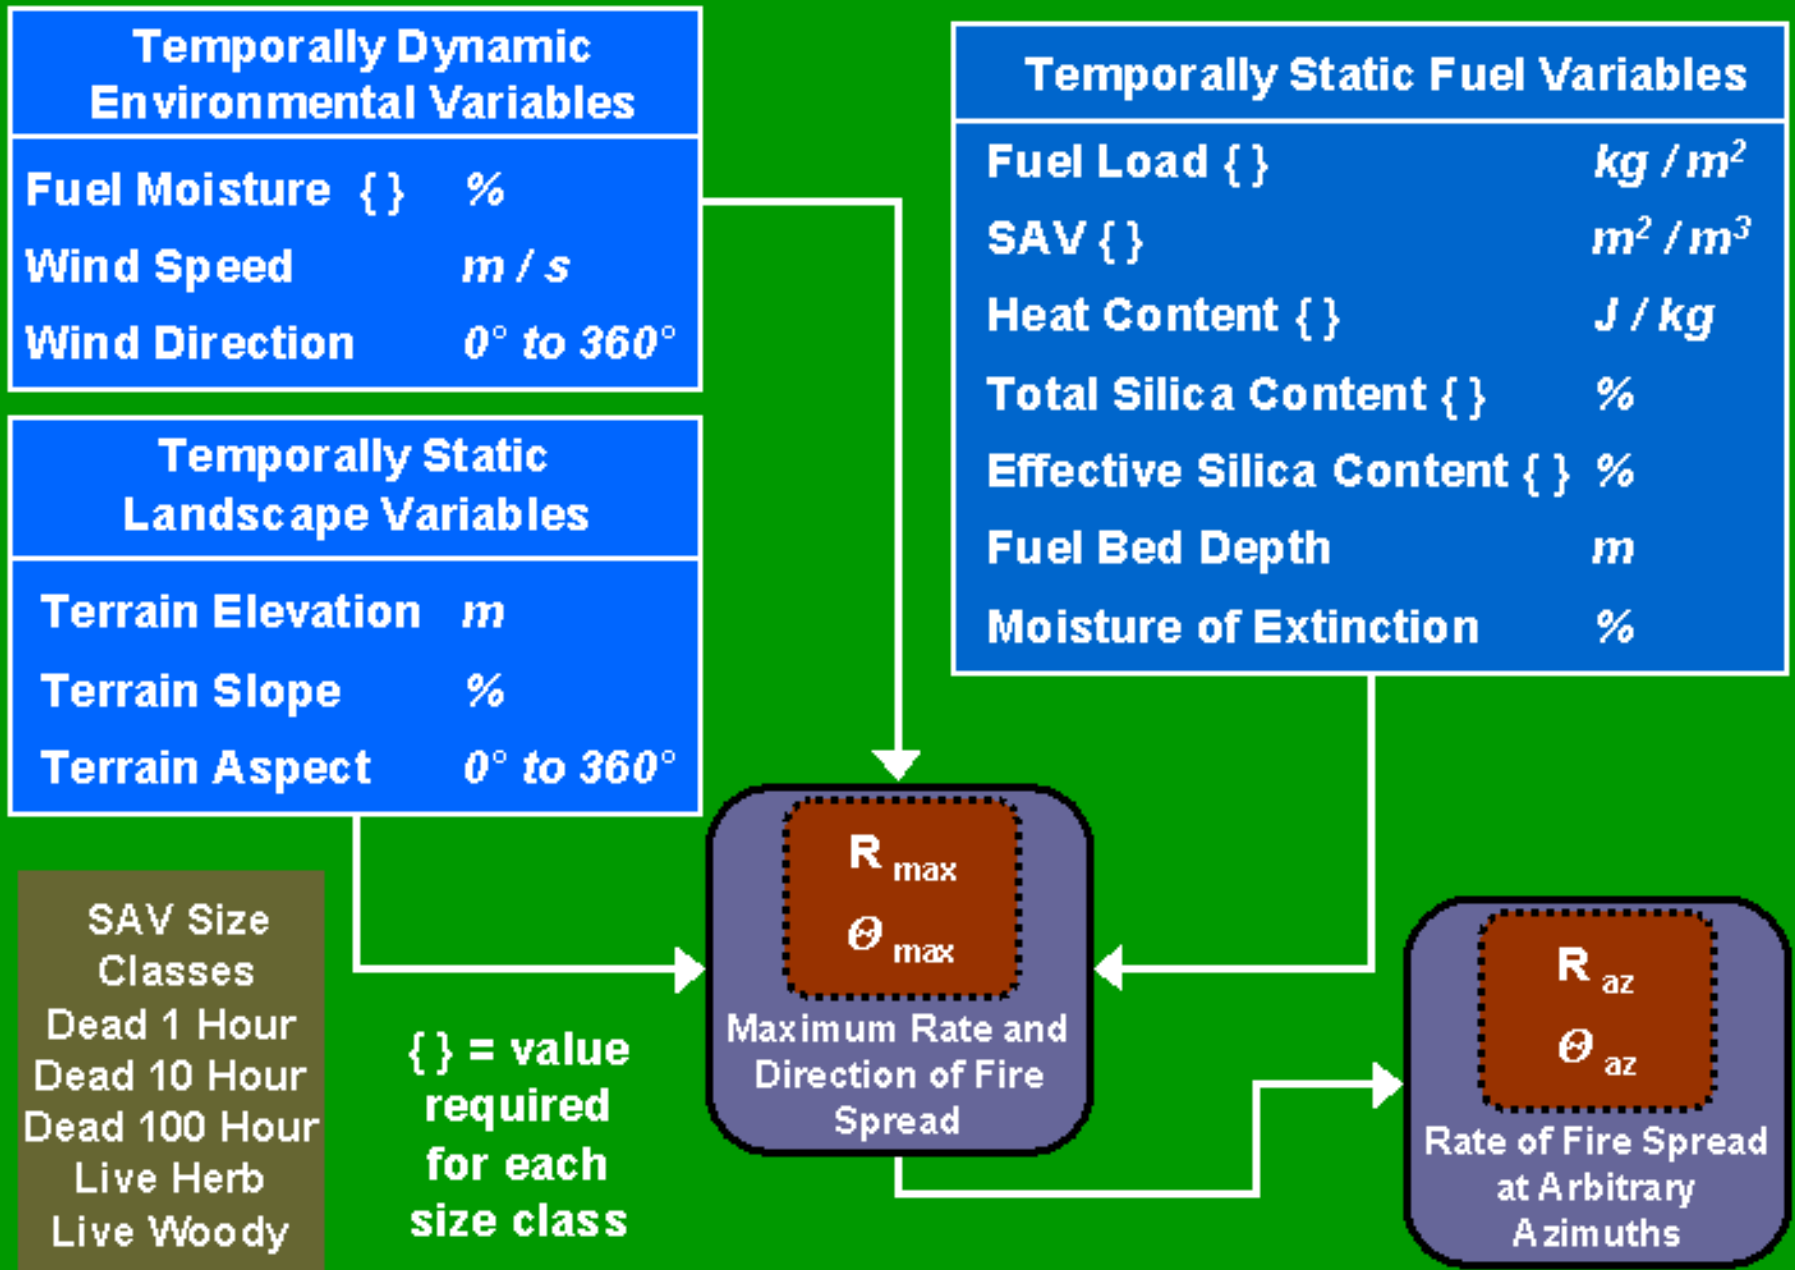 Temporally Dynamic
Environmental Variables
Fuel Moisture { } %
Wind Speed m / s
Wind Direction 0° to 360°
Temporally Static
Landscape Variables
Terrain Elevation m
Terrain Slope %
Terrain Aspect 0° to 360°
Temporally Static Fuel Variables
Fuel Load { } kg / m²
SAV { } m² / m³
Heat Content { } J / kg
Total Silica Content { } %
Effective Silica Content { } %
Fuel Bed Depth m
Moisture of Extinction %
SAV Size
Classes
Dead 1 Hour
Dead 10 Hour
Dead 100 Hour
Live Herb
Live Woody
{ } = value
required
for each
size class
R max
Θ max
Maximum Rate and
Direction of Fire
Spread
R az
Θ az
Rate of Fire Spread
at Arbitrary
Azimuths